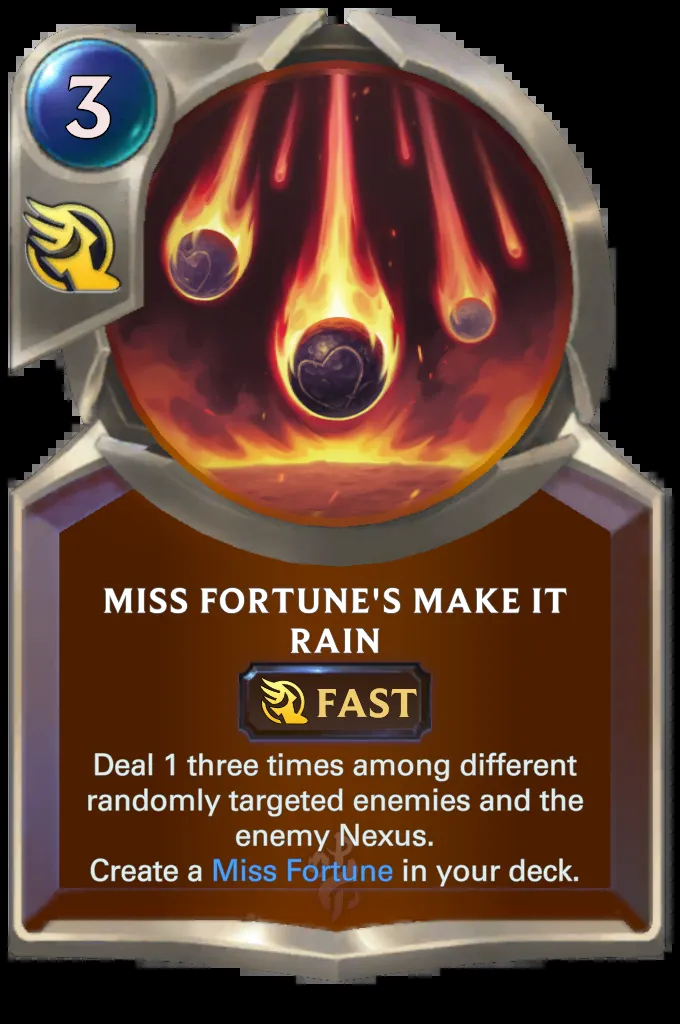 3
MISS FORTUNE'S MAKE IT
RAIN
FAST
Deal 1 three times among different
randomly targeted enemies and the
enemy Nexus.
Create a Miss Fortune in your deck.